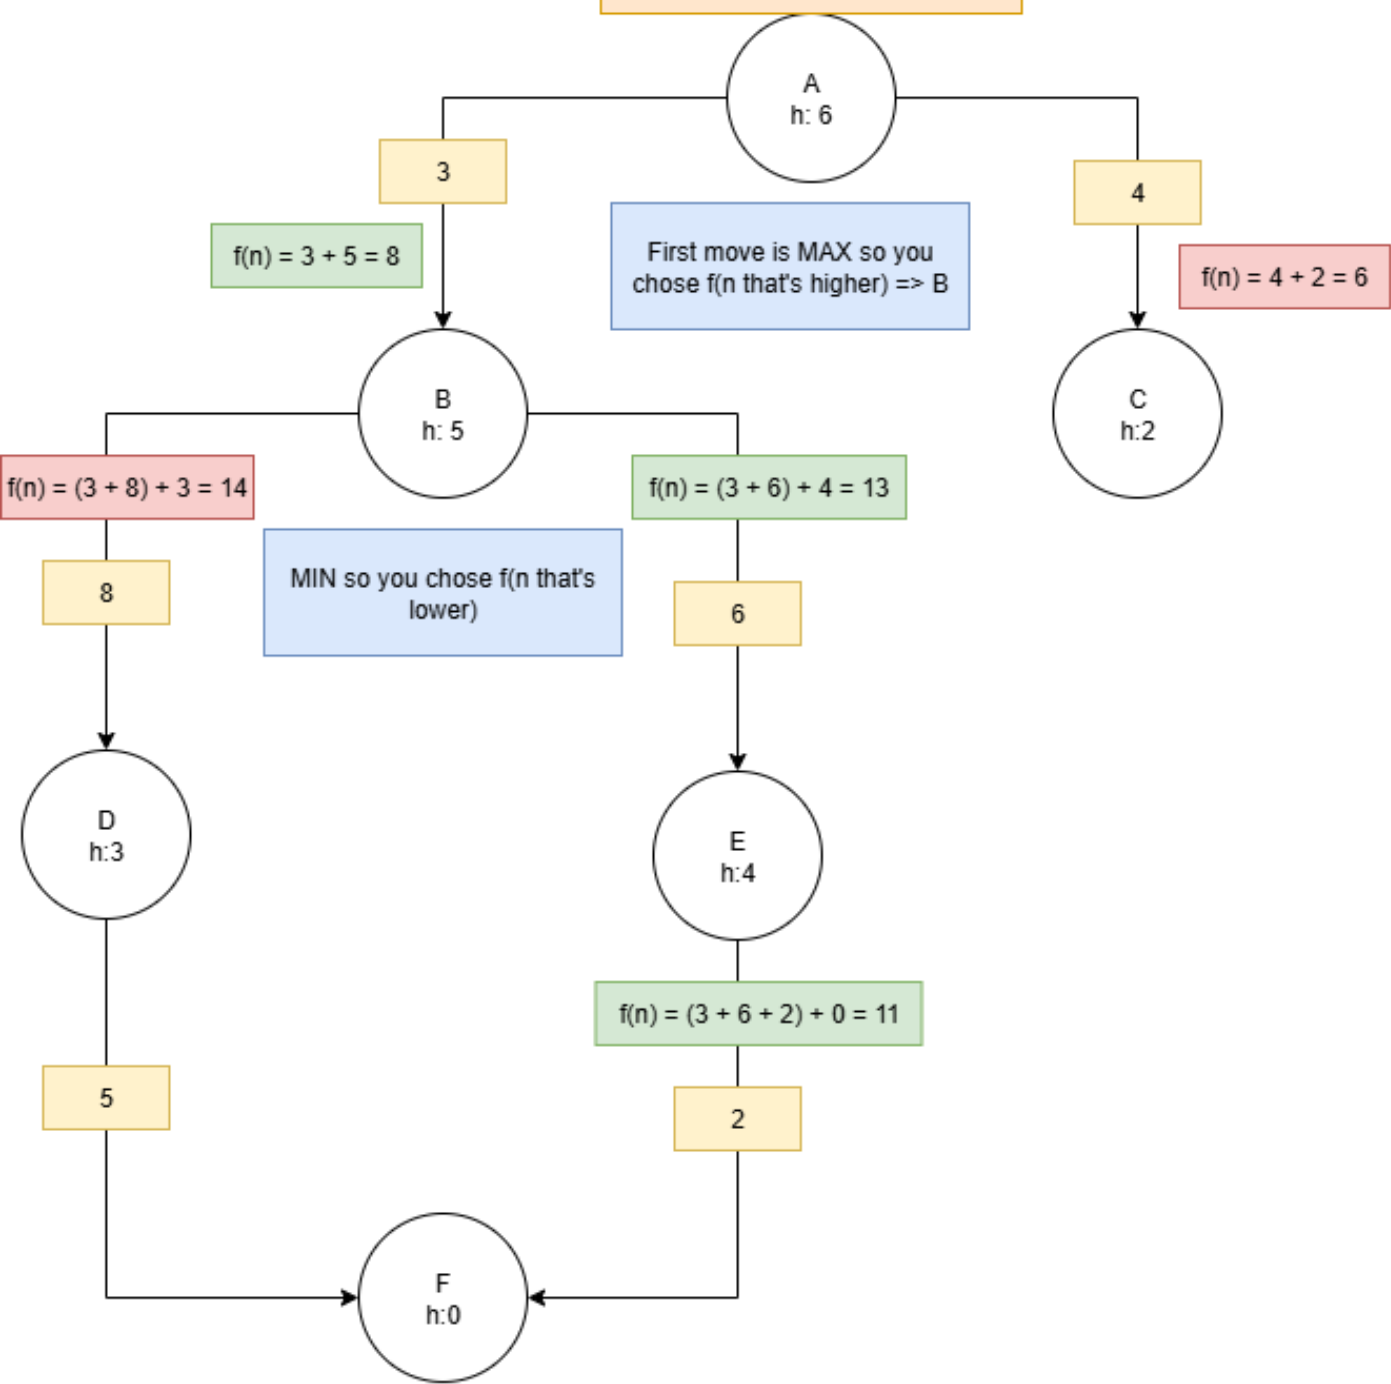 A
h: 6
3
4
f(n) = 3 + 5 = 8
First move is MAX so you
chose f(n that's higher) => B
f(n) = 4 + 2 = 6
B
h: 5
C
h:2
f(n) = (3 + 8) + 3 = 14
f(n) = (3 + 6) + 4 = 13
MIN so you chose f(n that's
lower)
8
6
D
h:3
E
h:4
f(n) = (3 + 6 + 2) + 0 = 11
5
2
F
h:0